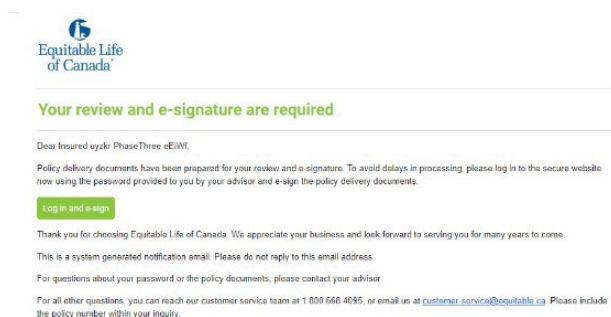 Equitable Life
of Canada®
Your review and e-signature are required
Dear Insured uyzkr PhaseThree eEiWf,
Policy delivery documents have been prepared for your review and e-signature. To avoid delays in processing, please log in to the secure website
now using the password provided to you by your advisor and e-sign the policy delivery documents.
Log in and e-sign
Thank you for choosing Equitable Life of Canada. We appreciate your business and look forward to serving you for many years to come.
This is a system generated notification email. Please do not reply to this email address.
For questions about your password or the policy documents, please contact your advisor.
For all other questions, you can reach our customer service team at 1 800.668.4095, or email us at customer-service@equitable.ca. Please include
the policy number within your inquiry.